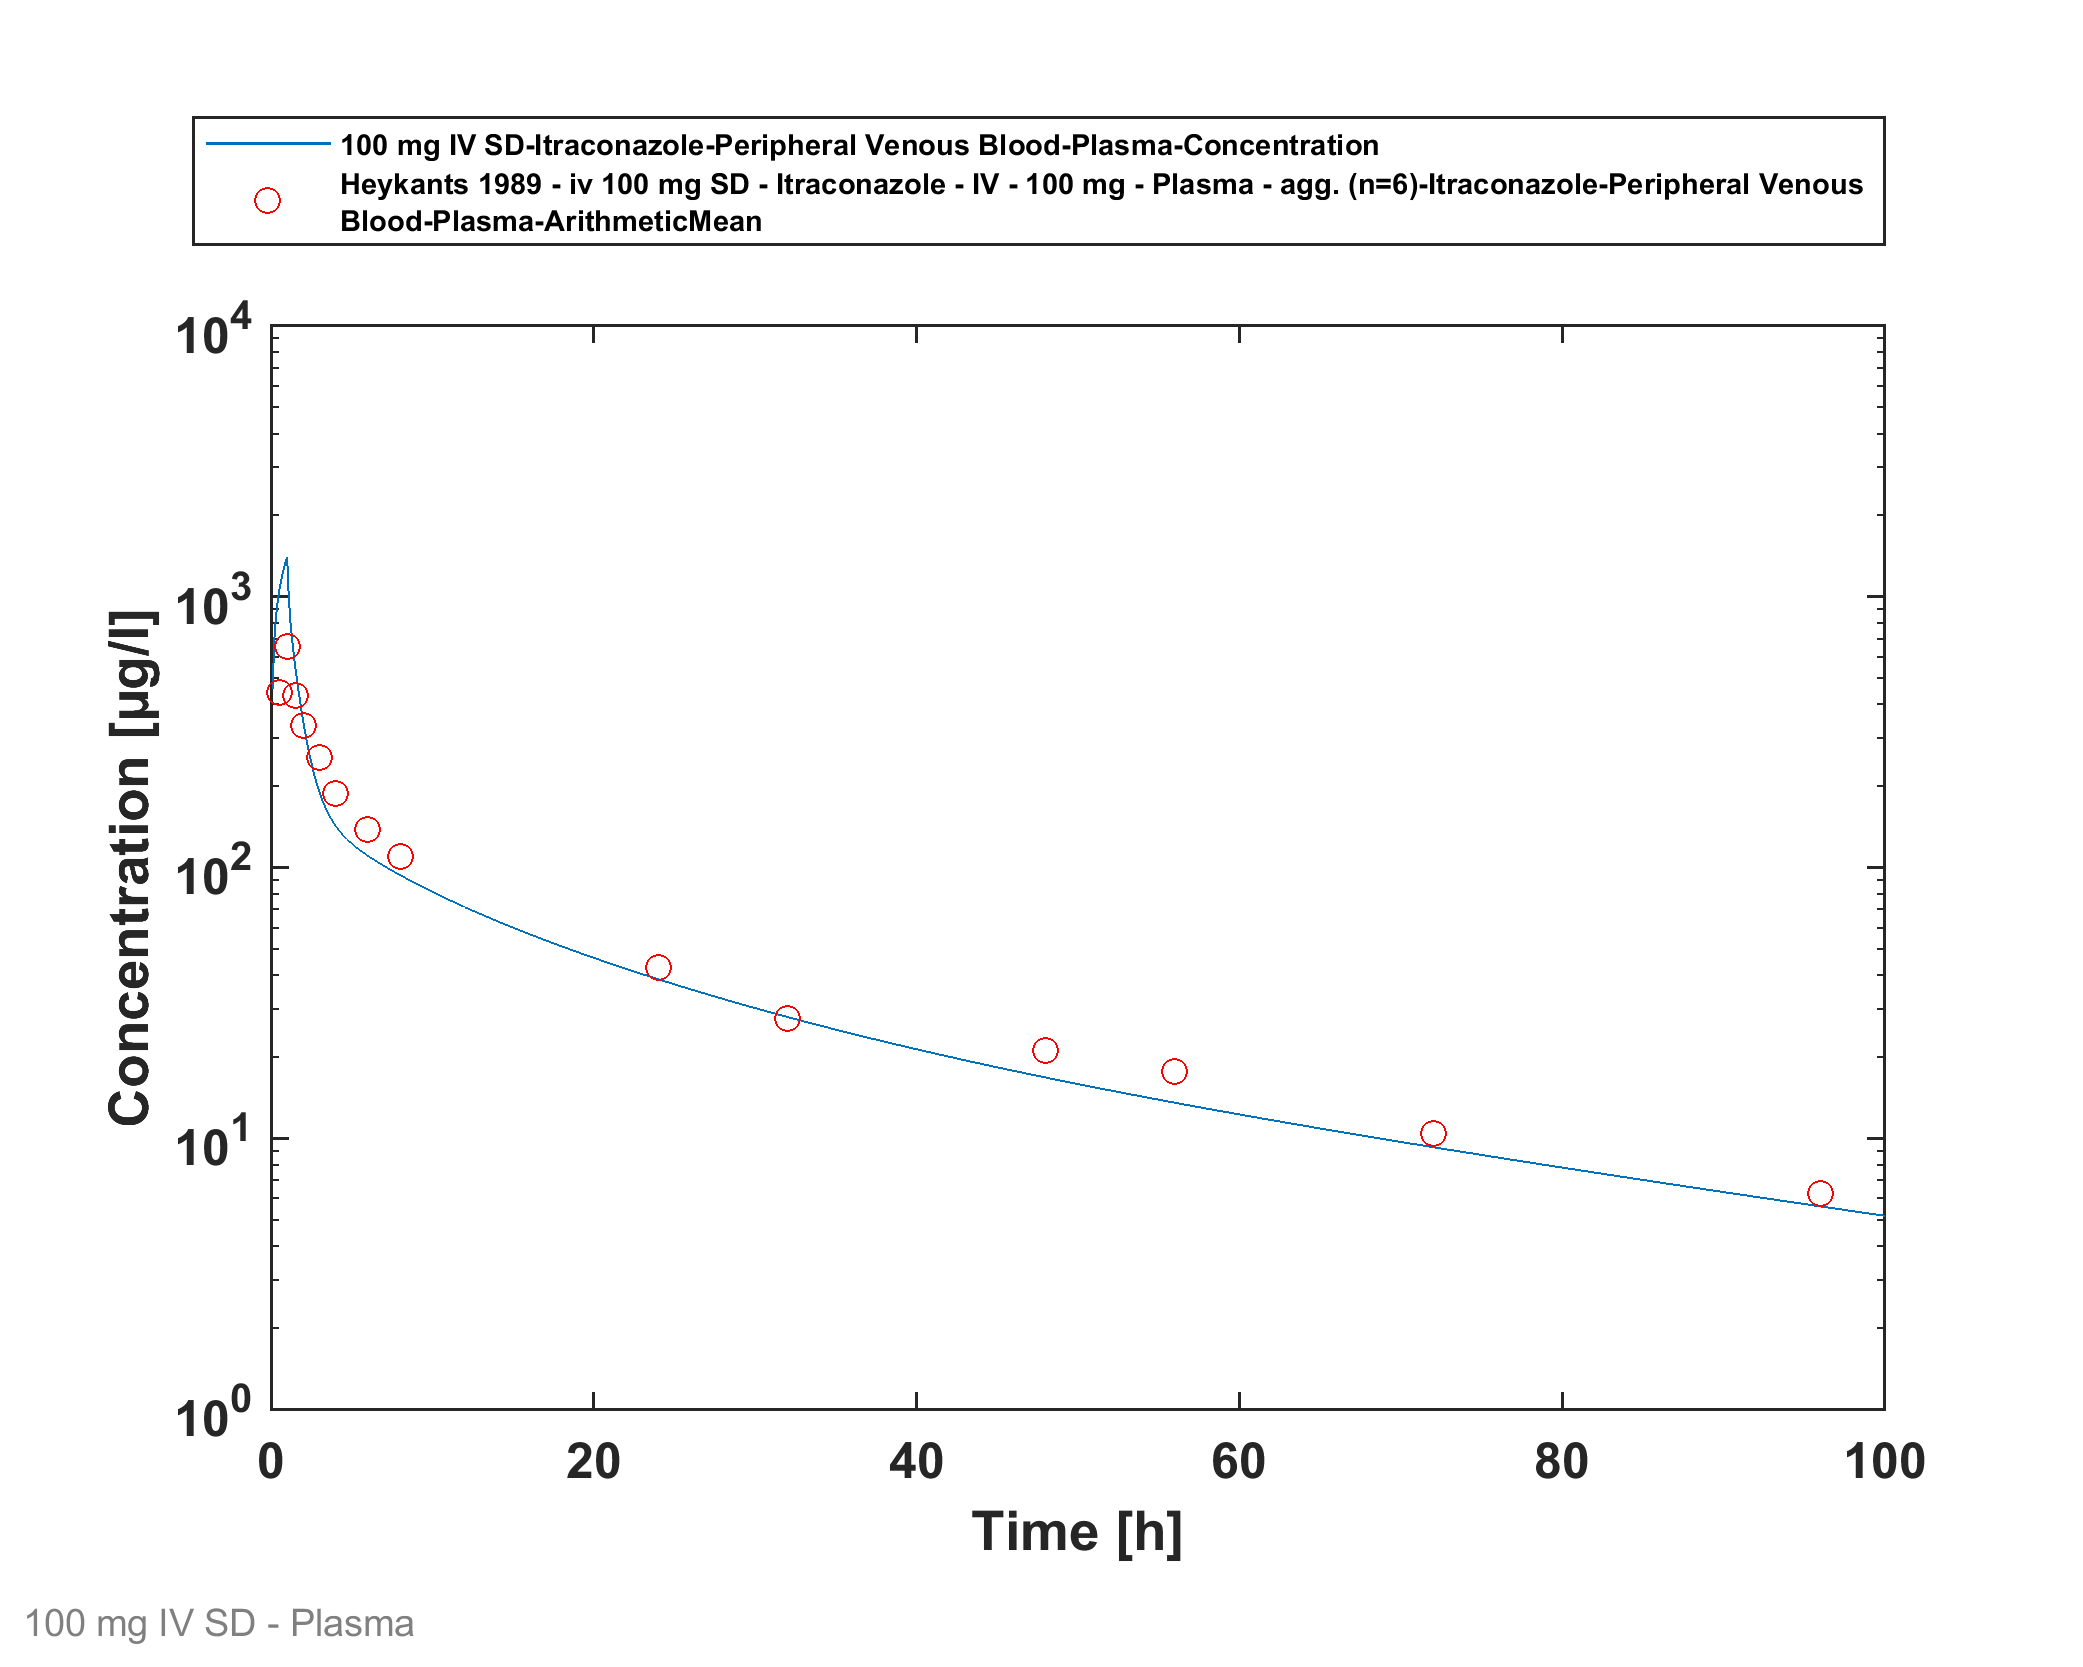 100 mg IV SD-Itraconazole-Peripheral Venous Blood-Plasma-Concentration
Heykants 1989 - iv 100 mg SD - Itraconazole - IV - 100 mg - Plasma - agg. (n=6)-Itraconazole-Peripheral Venous
Blood-Plasma-ArithmeticMean
10^4
10^3
10^2
10^1
10^0
Concentration [µg/l]
0 20 40 60 80 100
Time [h]
100 mg IV SD - Plasma